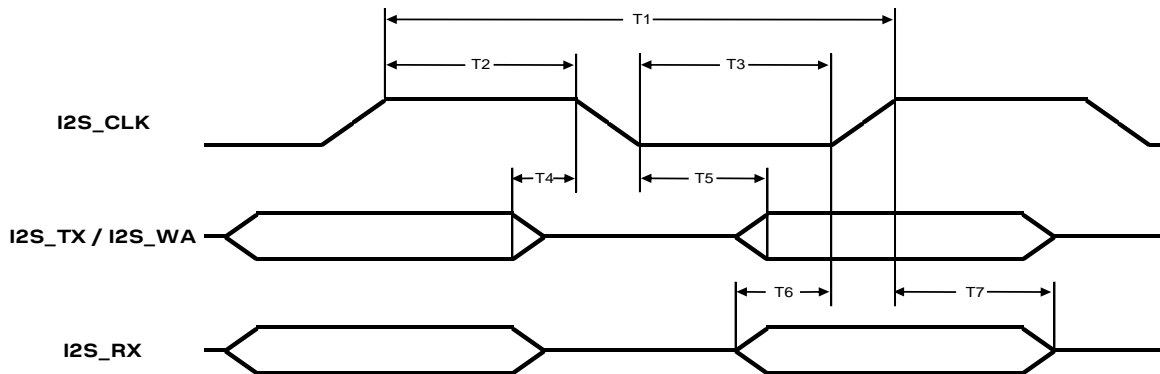 T1
T2
T3
I2S_CLK
T4
T5
I2S_TX / I2S_WA
T6
T7
I2S_RX